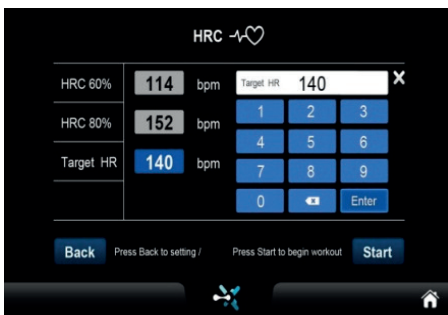 HRC
HRC 60% 114 bpm
Target HR 140 X
HRC 80% 152 bpm
1 2 3
4 5 6
Target HR 140 bpm
7 8 9
0 Enter
Back Press Back to setting / Press Start to begin workout Start